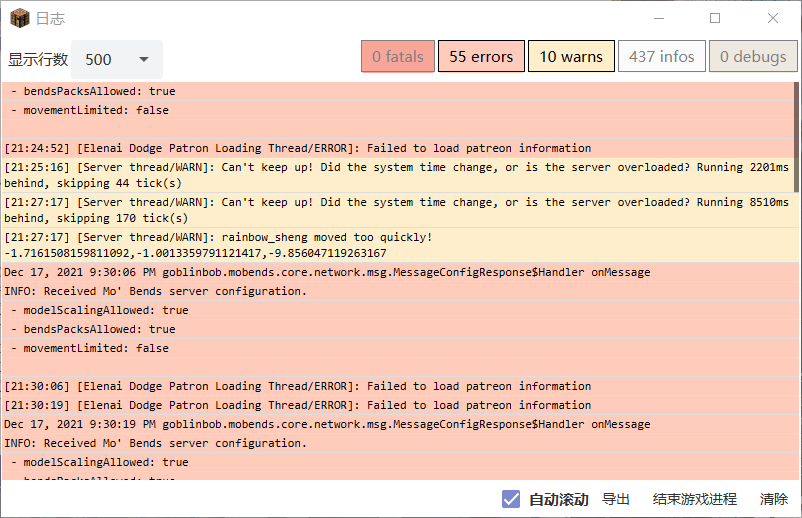 日志
显示行数 500 0 fatals 55 errors 10 warns 437 infos 0 debugs
- bendsPacksAllowed: true
- movementLimited: false
[21:24:52] [Elenai Dodge Patron Loading Thread/ERROR]: Failed to load patreon information
[21:25:16] [Server thread/WARN]: Can't keep up! Did the system time change, or is the server overloaded? Running 2201ms
behind, skipping 44 tick(s)
[21:27:17] [Server thread/WARN]: Can't keep up! Did the system time change, or is the server overloaded? Running 8510ms
behind, skipping 170 tick(s)
[21:27:17] [Server thread/WARN]: rainbow_sheng moved too quickly!
-1.7161508159811092,-1.0013359791121417,-9.856047119263167
Dec 17, 2021 9:30:06 PM goblinbob.mobends.core.network.msg.MessageConfigResponse$Handler onMessage
INFO: Received Mo' Bends server configuration.
- modelScalingAllowed: true
- bendsPacksAllowed: true
- movementLimited: false
[21:30:06] [Elenai Dodge Patron Loading Thread/ERROR]: Failed to load patreon information
[21:30:19] [Elenai Dodge Patron Loading Thread/ERROR]: Failed to load patreon information
Dec 17, 2021 9:30:19 PM goblinbob.mobends.core.network.msg.MessageConfigResponse$Handler onMessage
INFO: Received Mo' Bends server configuration.
- modelScalingAllowed: true
- bendsPacksAllowed: true
自动滚动 导出 结束游戏进程 清除